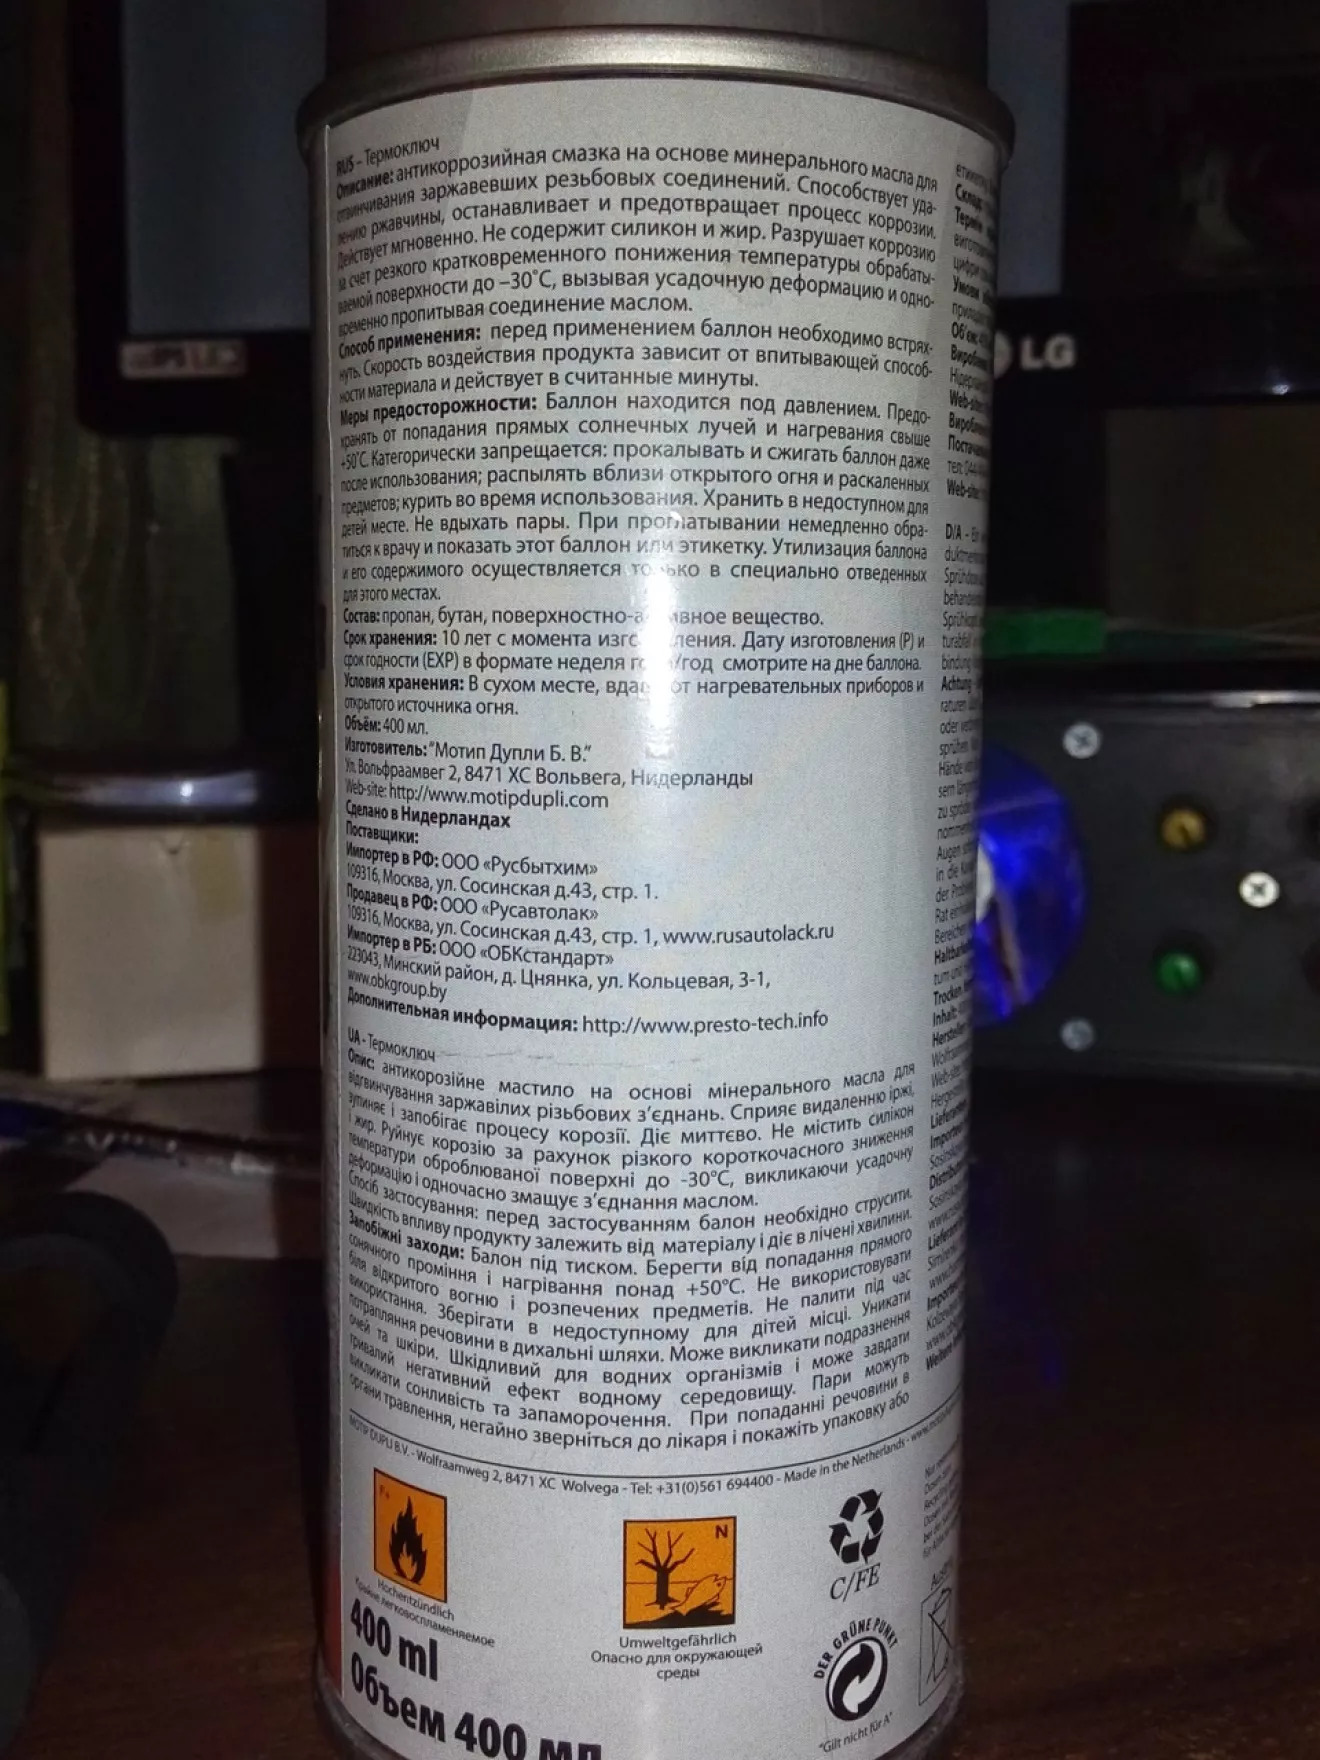 RUS – Термоключ
Описание: антикоррозийная смазка на основе минерального масла для
отвинчивания заржавевших резьбовых соединений. Способствует уда-
лению ржавчины, останавливает и предотвращает процесс коррозии.
Действует мгновенно. Не содержит силикон и жир. Разрушает коррозию
за счет резкого кратковременного понижения температуры обрабаты-
ваемой поверхности до –30˚С, вызывая усадочную деформацию и одно-
временно пропитывая соединение маслом.
Способ применения: перед применением баллон необходимо встрях-
нуть. Скорость воздействия продукта зависит от впитывающей способ-
ности материала и действует в считанные минуты.
Меры предосторожности: Баллон находится под давлением. Предо-
хранять от попадания прямых солнечных лучей и нагревания свыше
+50˚С. Категорически запрещается: прокалывать и сжигать баллон даже
после использования; распылять вблизи открытого огня и раскаленных
предметов; курить во время использования. Хранить в недоступном для
детей месте. Не вдыхать пары. При проглатывании немедленно обра-
титься к врачу и показать этот баллон или этикетку. Утилизация баллона
и его содержимого осуществляется только в специально отведенных
для этого местах.
Состав: пропан, бутан, поверхностно-активное вещество.
Срок хранения: 10 лет с момента изготовления. Дату изготовления (P) и
срок годности (EXP) в формате неделя года/год смотрите на дне баллона.
Условия хранения: В сухом месте, вдали от нагревательных приборов и
открытого источника огня.
Объём: 400 мл.
Изготовитель: "Мотип Дупли Б. В."
Ул. Вольфраамвег 2, 8471 ХС Вольвега, Нидерланды
Web-site: http://www.motipdupli.com
Сделано в Нидерландах
Поставщики:
Импортер в РФ: ООО «Русбытхим»
109316, Москва, ул. Сосинская д.43, стр. 1.
Продавец в РФ: ООО «Русавтолак»
109316, Москва, ул. Сосинская д.43, стр. 1, www.rusautolack.ru
Импортер в РБ: ООО «ОБКстандарт»
223043, Минский район, д. Цнянка, ул. Кольцевая, 3-1,
www.obkgroup.by
Дополнительная информация: http://www.presto-tech.info
UA - Термоключ
Опис: антикорозійне мастило на основі мінерального масла для
відгвинчування заржавілих різьбових з'єднань. Сприяє видаленню іржі,
зупиняє і запобігає процесу корозії. Діє миттєво. Не містить силікон
і жир. Руйнує корозію за рахунок різкого короткочасного зниження
температури оброблюваної поверхні до -30°С, викликаючи усадочну
деформацію і одночасно змащує з'єднання маслом.
Спосіб застосування: перед застосуванням балон необхідно струсити.
Швидкість впливу продукту залежить від матеріалу і діє в лічені хвилини.
Запобіжні заходи: Балон під тиском. Берегти від попадання прямого
сонячного проміння і нагрівання понад +50°С. Не використовувати
біля відкритого вогню і розпечених предметів. Не палити під час
використання. Зберігати в недоступному для дітей місці. Уникати
потрапляння речовини в дихальні шляхи. Може викликати подразнення
очей та шкіри. Шкідливий для водних організмів і може завдати
тривалий негативний ефект водному середовищу. Пари можуть
викликати сонливість та запаморочення. При попаданні речовини в
органи травлення, негайно зверніться до лікаря і покажіть упаковку або
MOTIP DUPLI B.V. - Wolfraamweg 2, 8471 XC Wolvega - Tel: +31(0)561 694400 - Made in the Netherlands -
F+
Hochentzündlich
Крайне легковоспламеняемое
N
Umweltgefährlich
Опасно для окружающей
среды
C/FE
DER GRÜNE PUNKT
"Gilt nicht für A"
400 ml
Объем 400 мл
LG